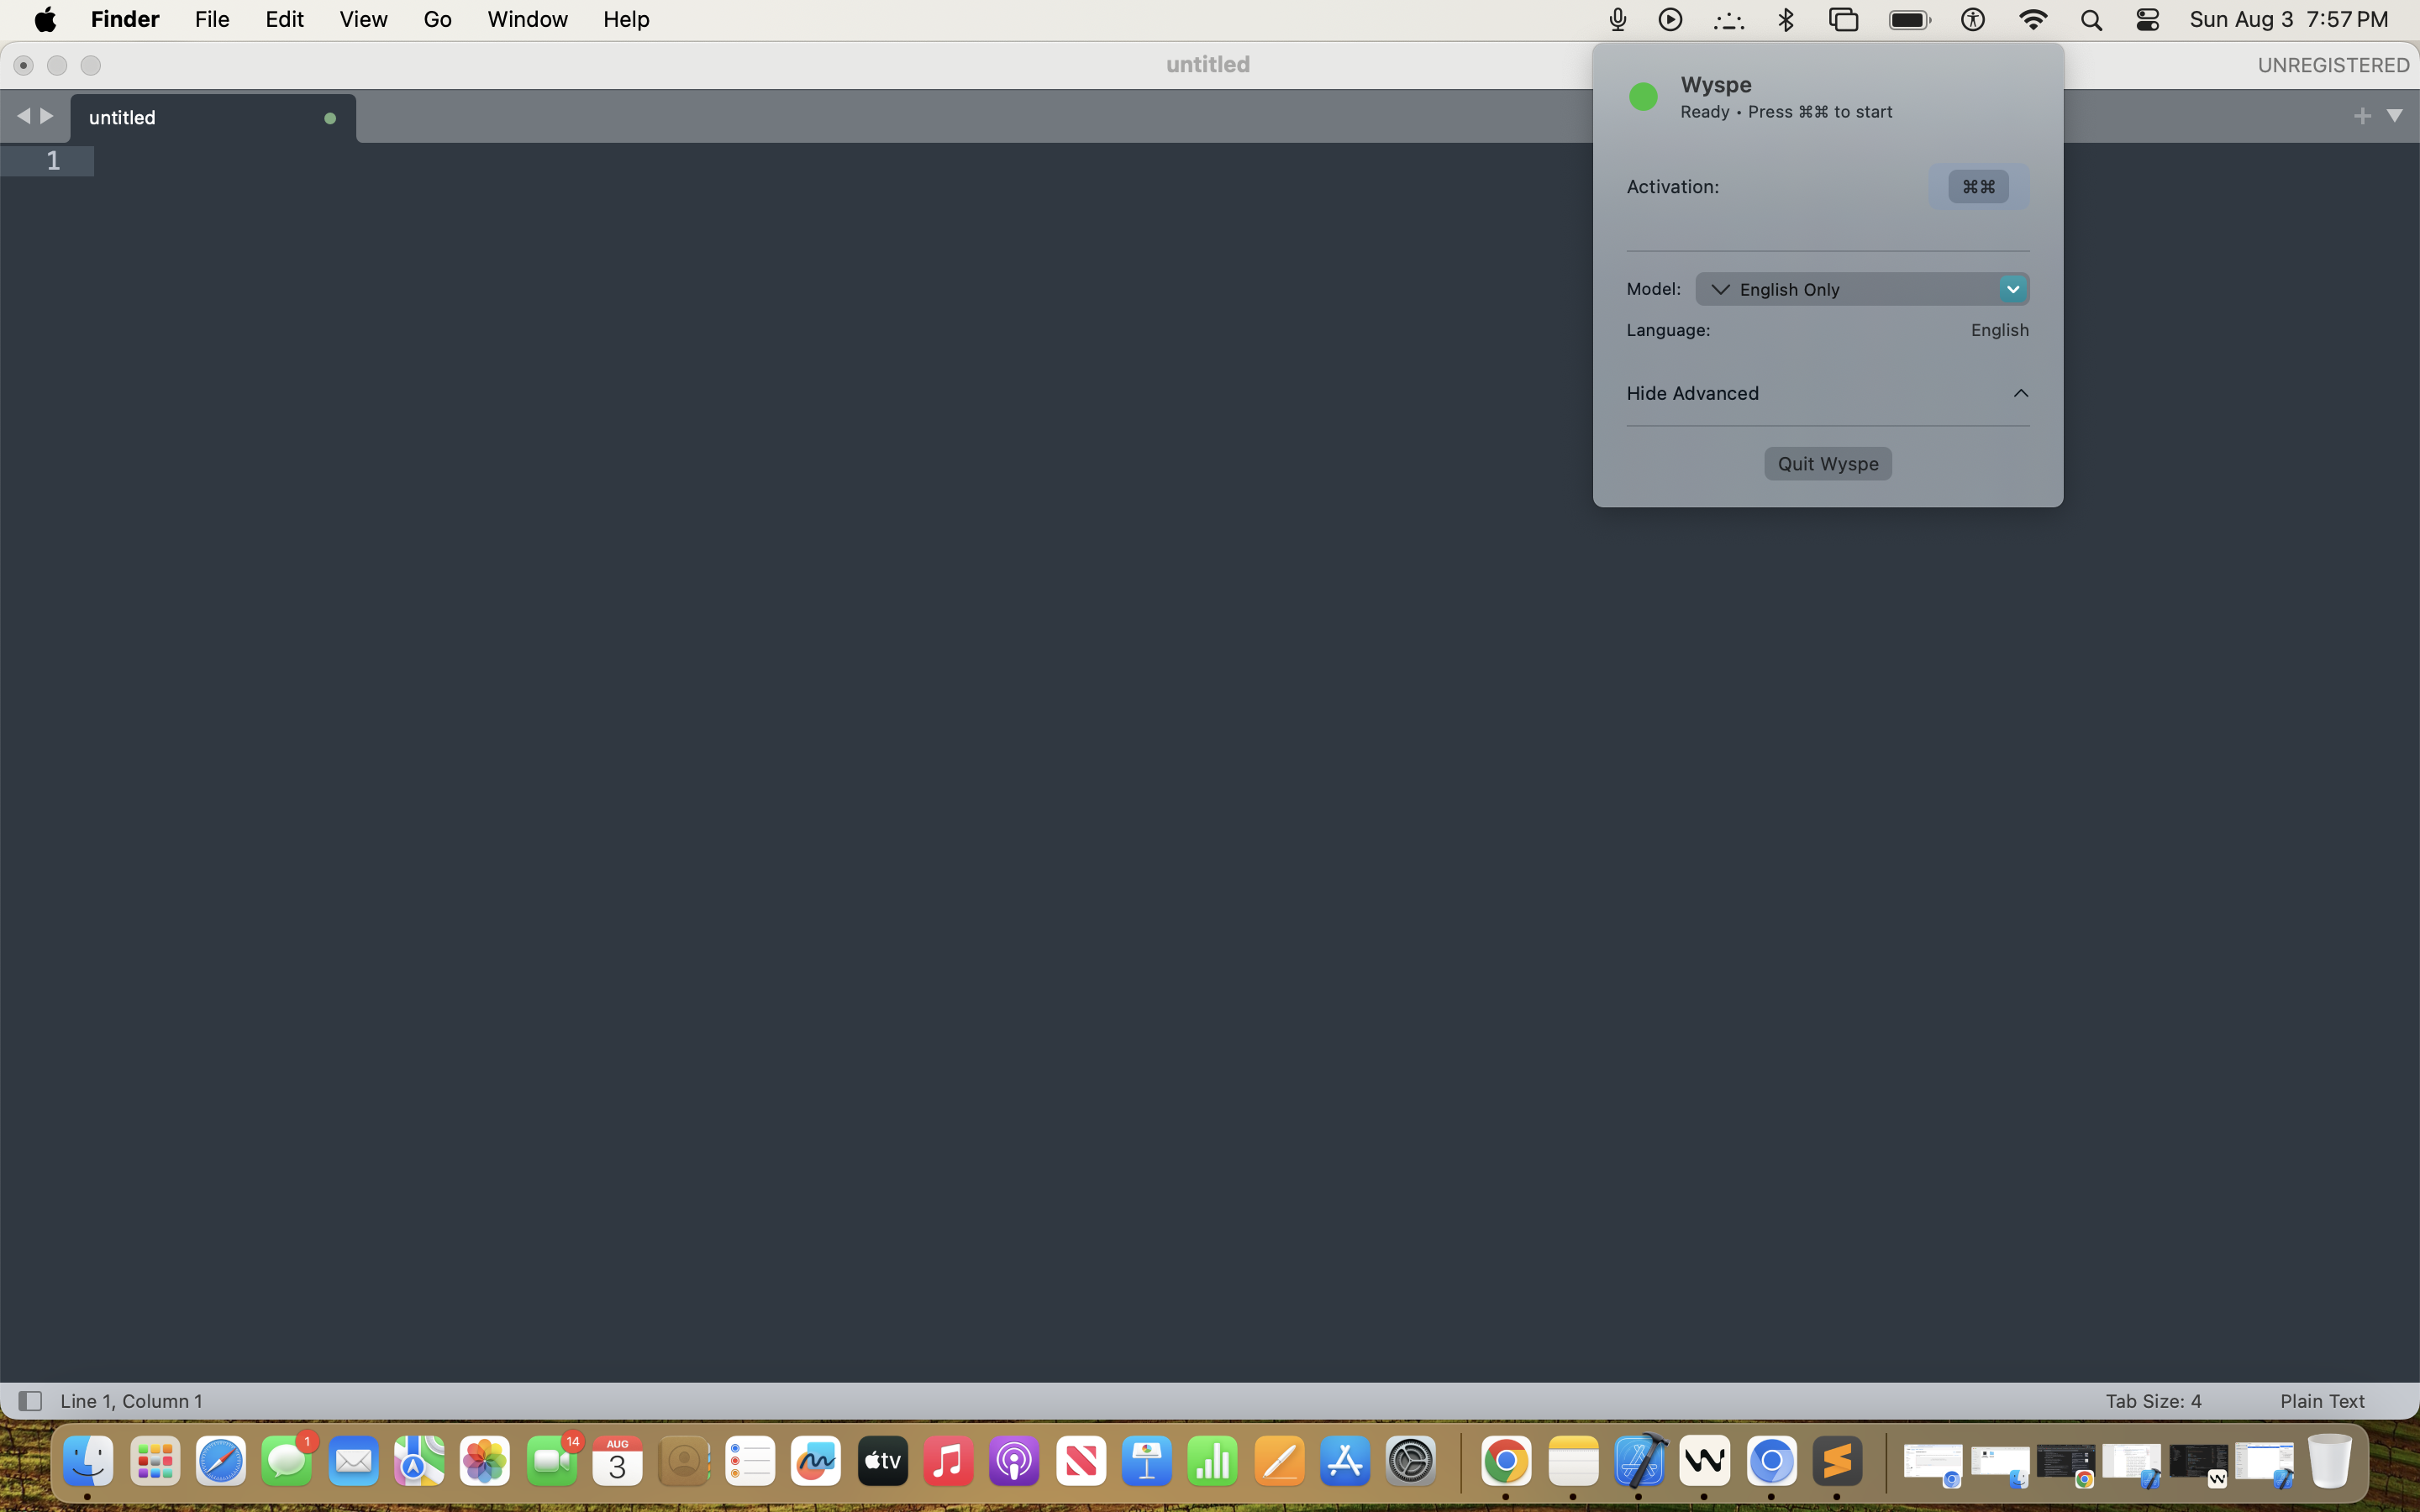 Finder File Edit View Go Window Help Sun Aug 3 7:57 PM
untitled UNREGISTERED
untitled
1
Wyspe
Ready • Press ⌘⌘ to start
Activation: ⌘⌘
Model: English Only
Language: English
Hide Advanced
Quit Wyspe
Line 1, Column 1 Tab Size: 4 Plain Text
1
14
AUG
3
tv